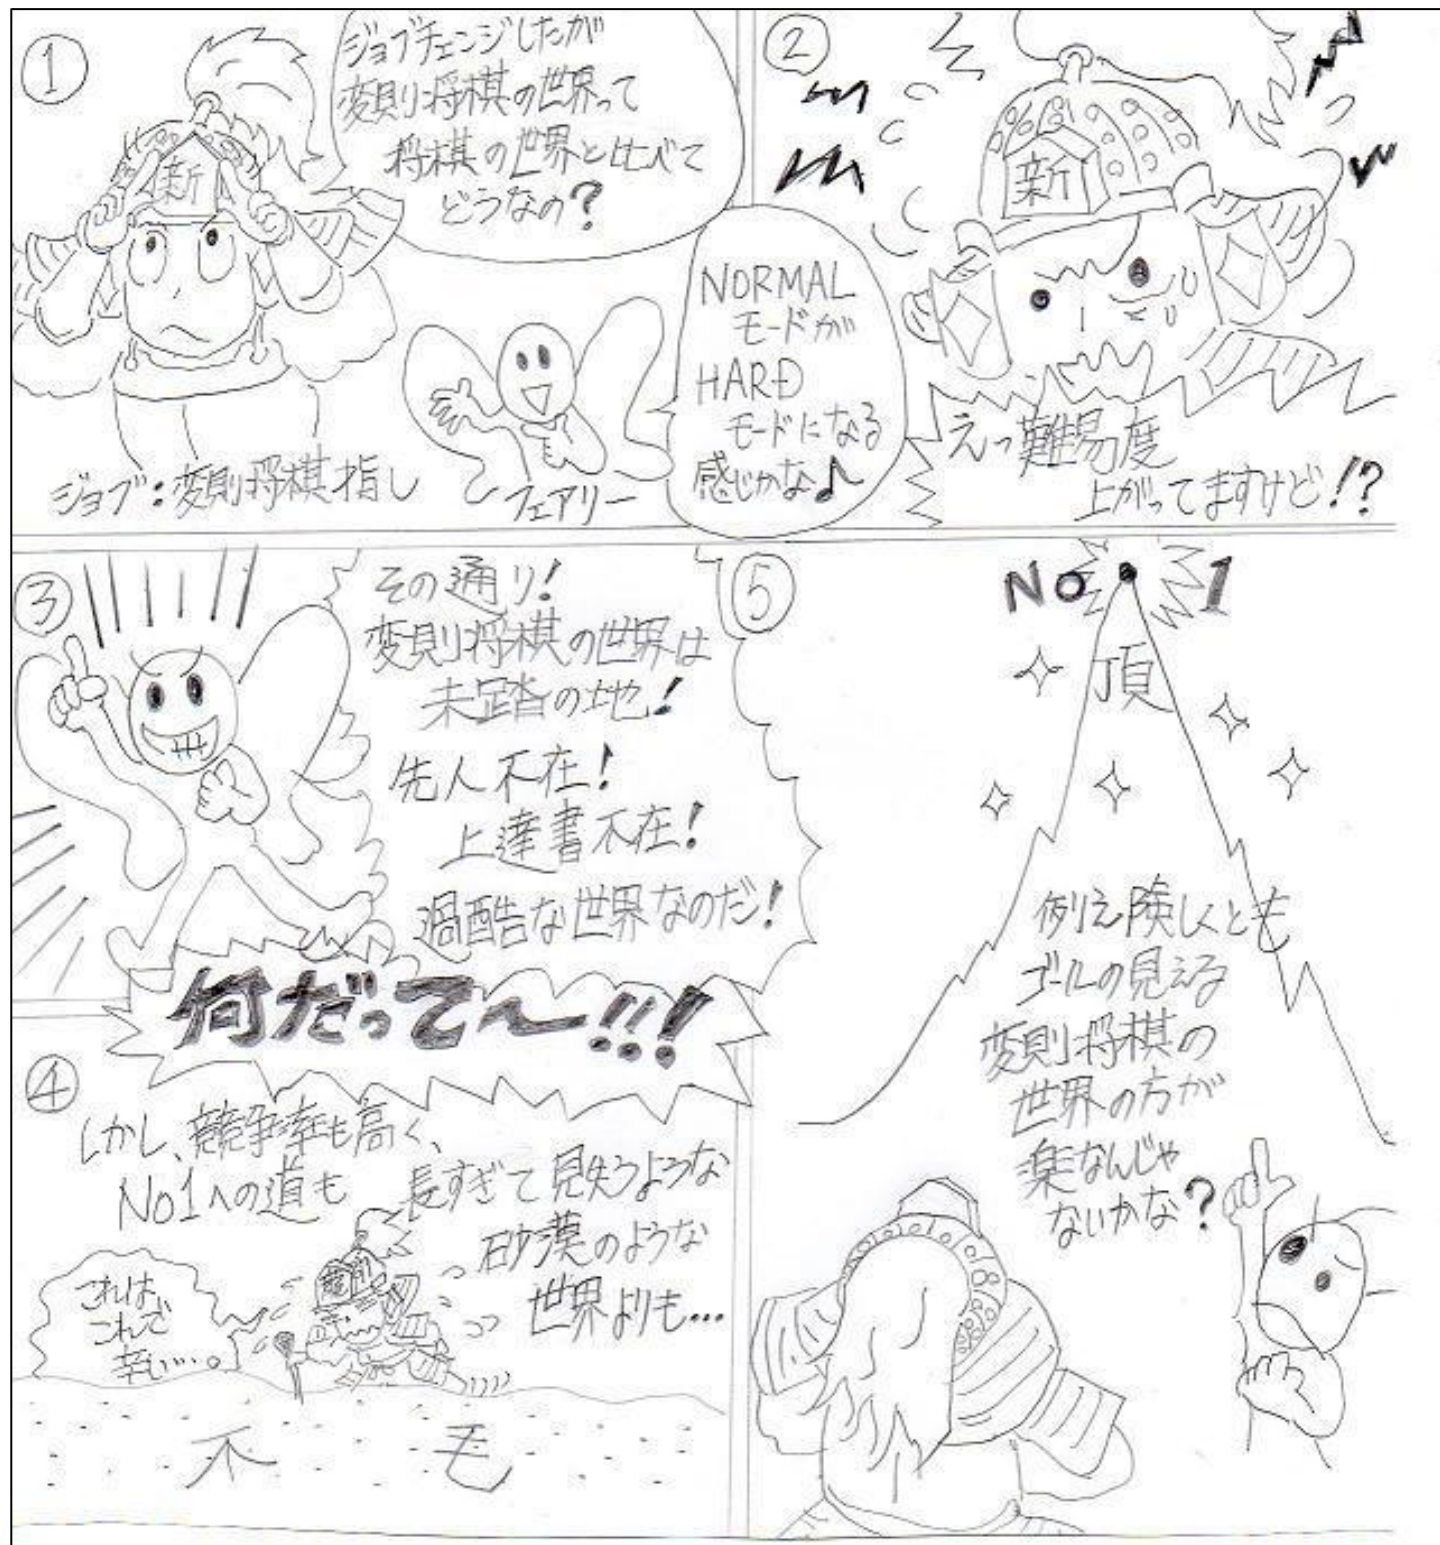 ①
ジョブチェンジしたが
変則将棋の世界って
将棋の世界と比べて
どうなの?
新
ジョブ:変則将棋指し
フェアリー
NORMAL
モードが
HARD
モードになる
感じかな♪
②
新
えっ難易度
上がってますけど!?
③
その通り!
変則将棋の世界は
未踏の地!
先人不在!
上達書不在!
過酷な世界なのだ!
何だって~!!!
④
しかし、競争率も高く、
No1への道も
長すぎて見失うような
砂漠のような
世界よりも…
これは
これで
辛い…。
不毛
⑤
No.1
頂
例え険しくとも
ゴールの見える
変則将棋の
世界の方が
楽なんじゃ
ないかな?